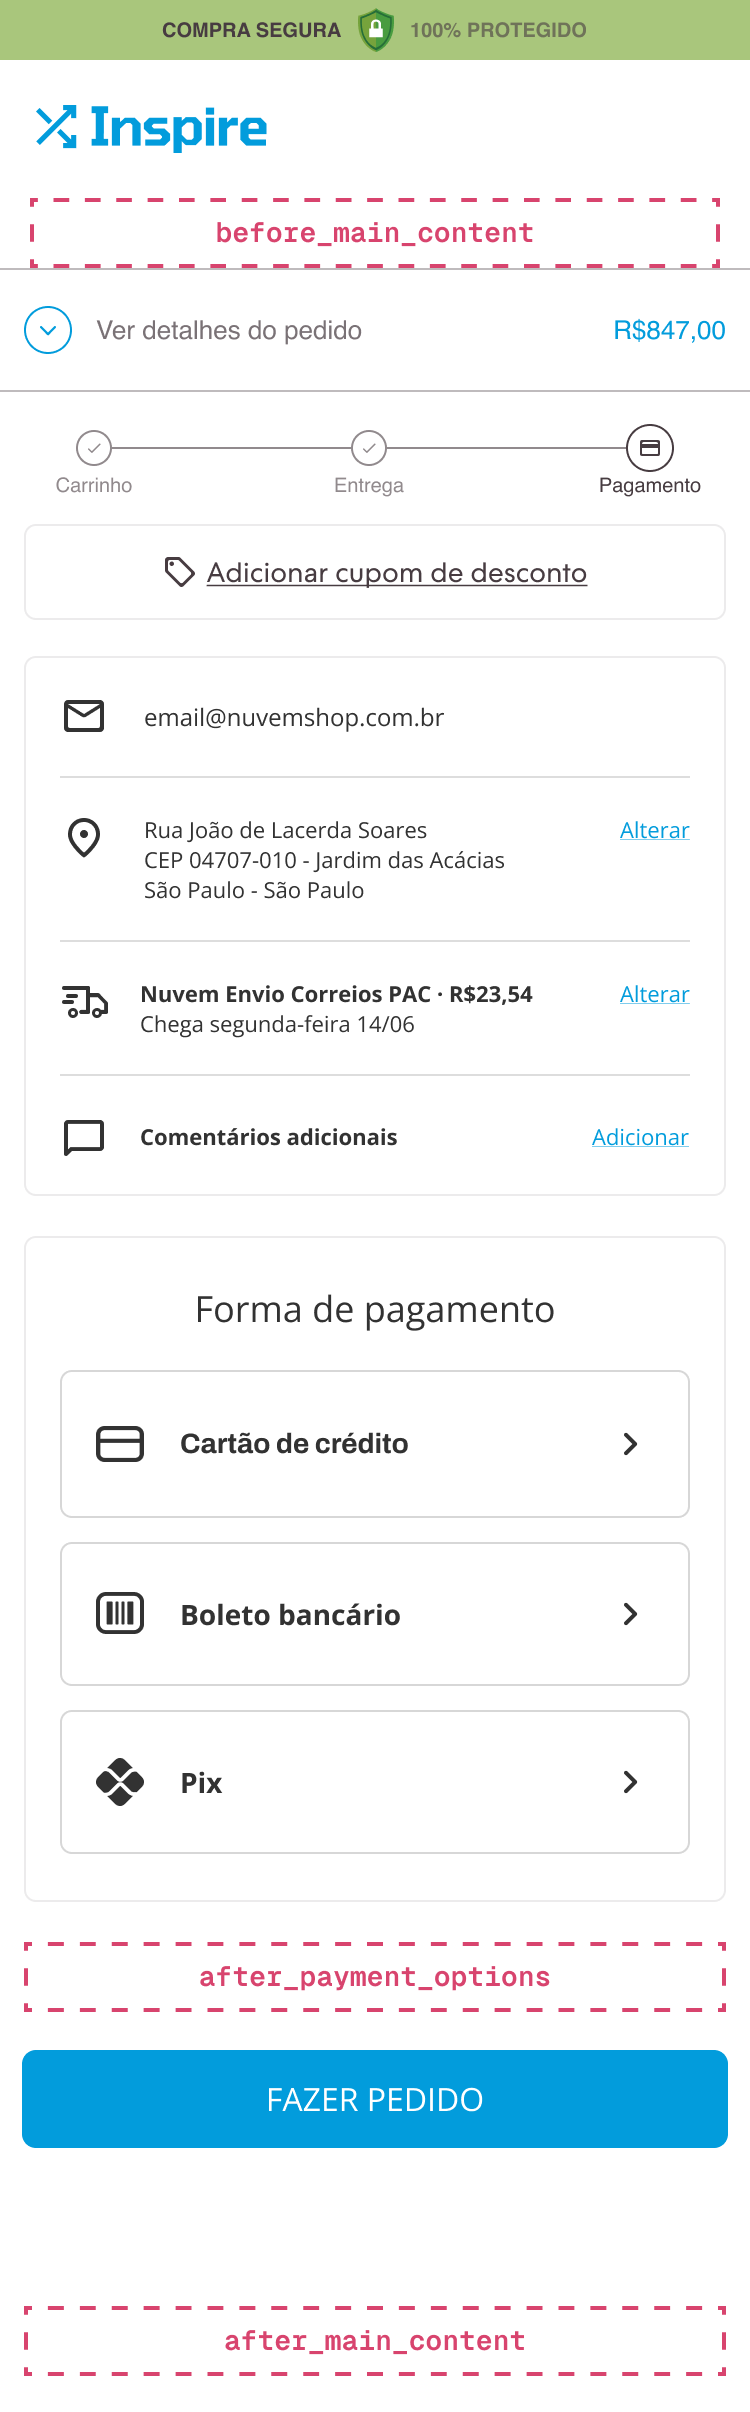 COMPRA SEGURA 100% PROTEGIDO
Inspire
before_main_content
Ver detalhes do pedido R$847,00
Carrinho Entrega Pagamento
Adicionar cupom de desconto
email@nuvemshop.com.br
Rua João de Lacerda Soares Alterar
CEP 04707-010 - Jardim das Acácias
São Paulo - São Paulo
Nuvem Envio Correios PAC · R$23,54 Alterar
Chega segunda-feira 14/06
Comentários adicionais Adicionar
Forma de pagamento
Cartão de crédito
Boleto bancário
Pix
after_payment_options
FAZER PEDIDO
after_main_content